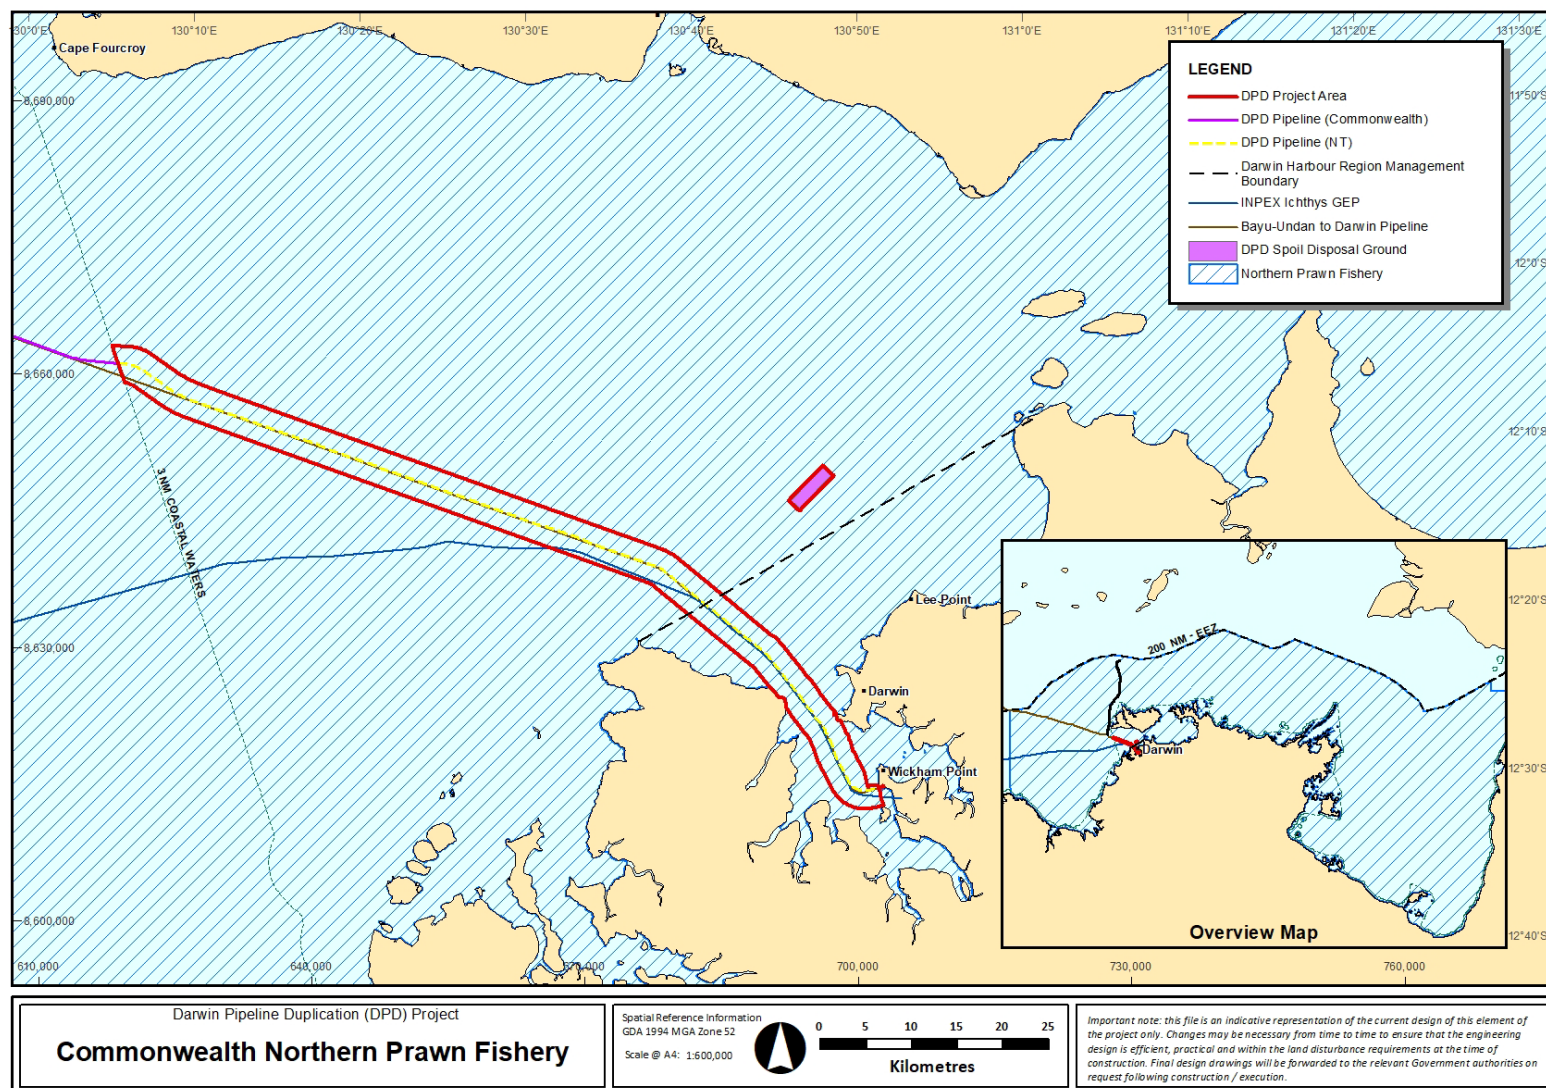 130°0'E
130°10'E
130°20'E
130°30'E
130°40'E
130°50'E
131°0'E
131°10'E
131°20'E
131°30'E
Cape Fourcroy
LEGEND
DPD Project Area
DPD Pipeline (Commonwealth)
DPD Pipeline (NT)
Darwin Harbour Region Management
Boundary
INPEX Ichthys GEP
Bayu-Undan to Darwin Pipeline
DPD Spoil Disposal Ground
Northern Prawn Fishery
8,690,000
11°50'S
12°0'S
8,660,000
12°10'S
3 NM COASTAL WATERS
12°20'S
Lee Point
8,630,000
Darwin
Wickham Point
12°30'S
200 NM - EEZ
Darwin
Overview Map
8,600,000
12°40'S
610,000
640,000
670,000
700,000
730,000
760,000
Darwin Pipeline Duplication (DPD) Project
Commonwealth Northern Prawn Fishery
Spatial Reference Information
GDA 1994 MGA Zone 52
Scale @ A4: 1:600,000
0 5 10 15 20 25
Kilometres
Important note: this file is an indicative representation of the current design of this element of
the project only. Changes may be necessary from time to time to ensure that the engineering
design is efficient, practical and within the land disturbance requirements at the time of
construction. Final design drawings will be forwarded to the relevant Government authorities on
request following construction / execution.